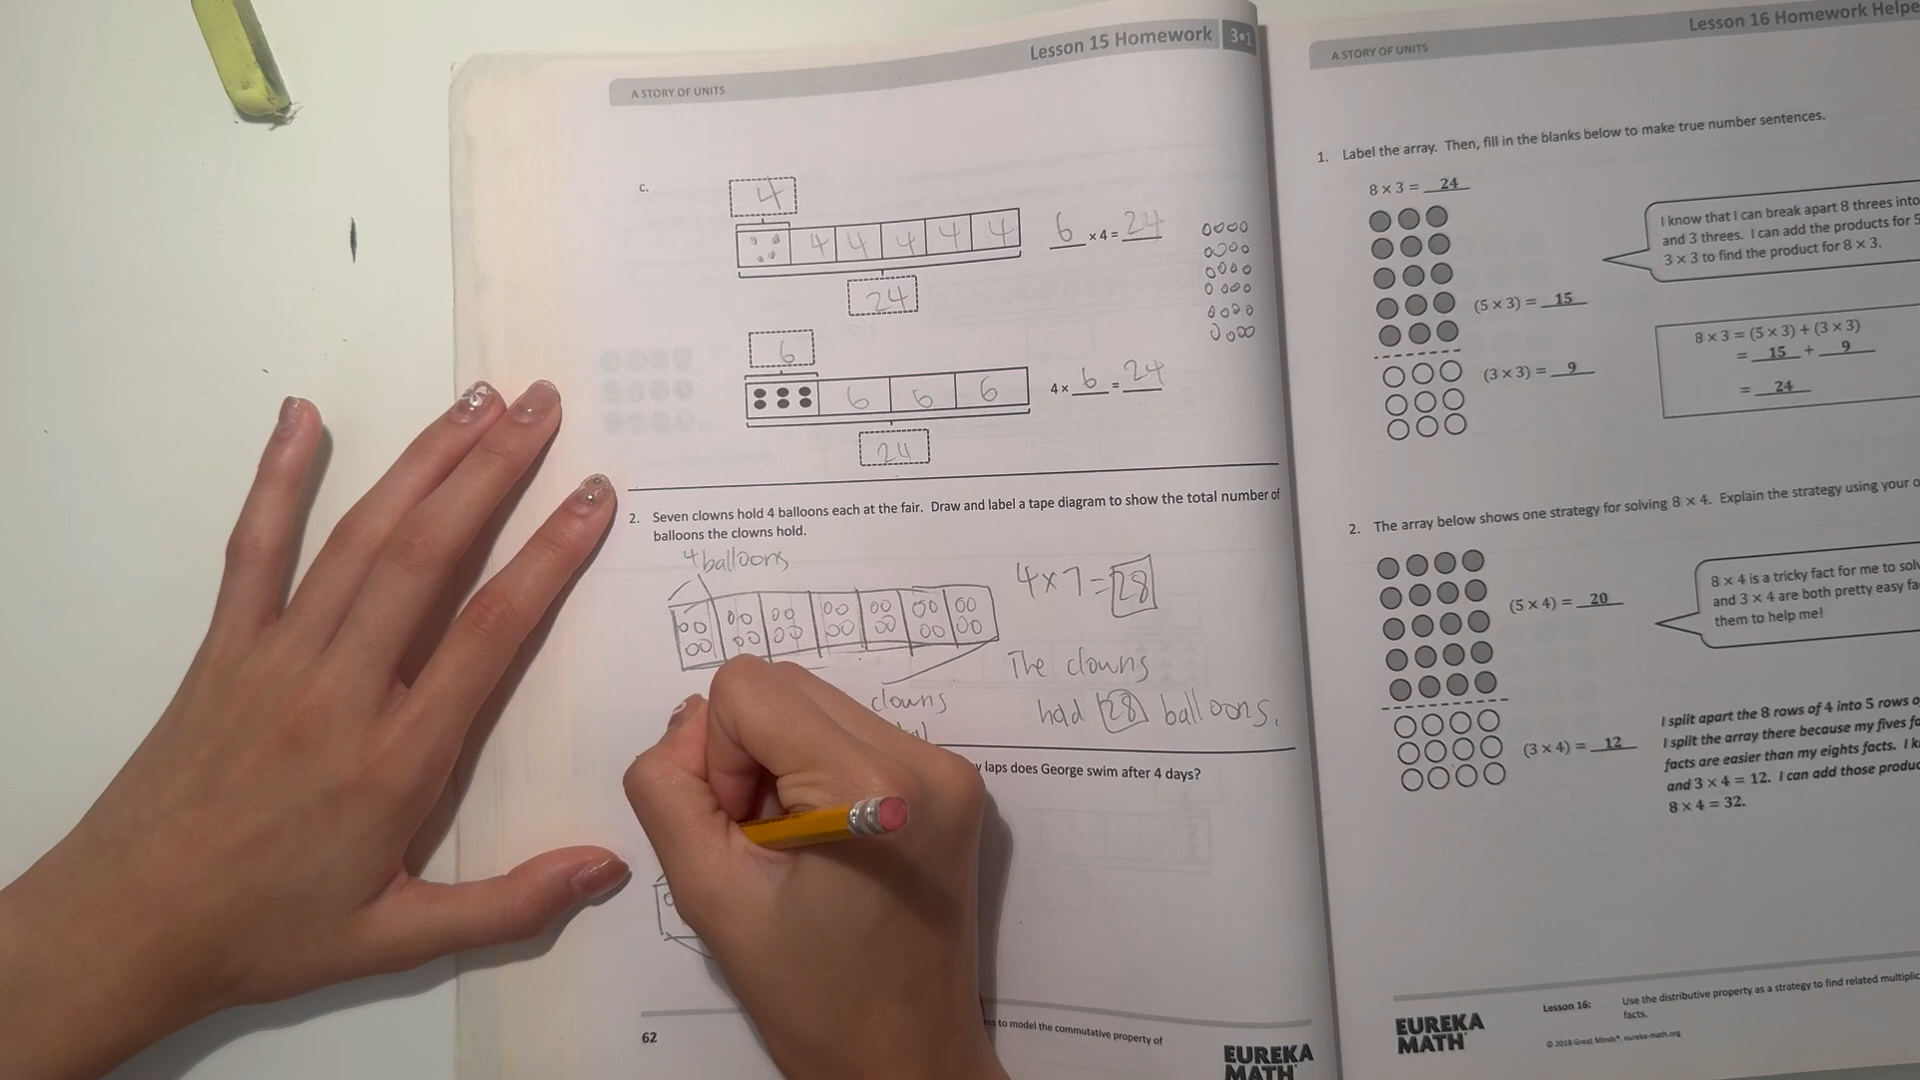 Lesson 15 Homework 3•1
A STORY OF UNITS
c.
4
4 4 4 4 4
6 × 4 = 24
24
6
6 6 6
4 × 6 = 24
24
2. Seven clowns hold 4 balloons each at the fair. Draw and label a tape diagram to show the total number of
balloons the clowns hold.
4 balloons
4 × 7 = 28
clowns
The clowns
hold 28 balloons.
laps does George swim after 4 days?
62
to model the commutative property of
EUREKA
MATH
Lesson 16 Homework
A STORY OF UNITS
1. Label the array. Then, fill in the blanks below to make true number sentences.
8 × 3 = 24
I know that I can break apart 8 threes into
and 3 threes. I can add the products for 5
3 × 3 to find the product for 8 × 3.
(5 × 3) = 15
8 × 3 = (5 × 3) + (3 × 3)
= 15 + 9
(3 × 3) = 9
= 24
2. The array below shows one strategy for solving 8 × 4. Explain the strategy using your
8 × 4 is a tricky fact for me to
and 3 × 4 are both pretty easy
them to help me!
(5 × 4) = 20
I split apart the 8 rows of 4 into 5 rows
I split the array there because my fives
(3 × 4) = 12
facts are easier than my eights facts. I
and 3 × 4 = 12. I can add those
8 × 4 = 32.
Lesson 16: Use the distributive property as a strategy to find related
facts.
EUREKA
MATH
© 2018 Great Minds®. eureka-math.org